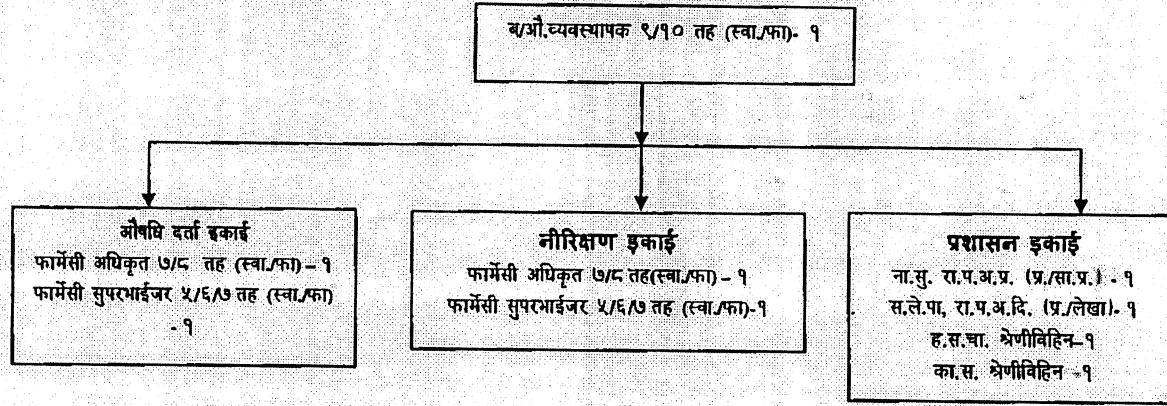 ब/औ.व्यवस्थापक ९/१० तह (स्वा./फा)- १
औषधि दर्ता इकाई
फार्मेसी अधिकृत ७/८ तह (स्वा./फा) – १
फार्मेसी सुपरभाईजर ५/६/७ तह (स्वा./फा)
- १
नीरिक्षण इकाई
फार्मेसी अधिकृत ७/८ तह(स्वा./फा) – १
फार्मेसी सुपरभाईजर ५/६/७ तह (स्वा./फा)-१
प्रशासन इकाई
ना.सु. रा.प.अ.प्र. (प्र./सा.प्र.) - १
स.ले.पा, रा.प.अ.दि. (प्र./लेखा)- १
ह.स.चा. श्रेणीविहिन–१
का.स. श्रेणीविहिन -१